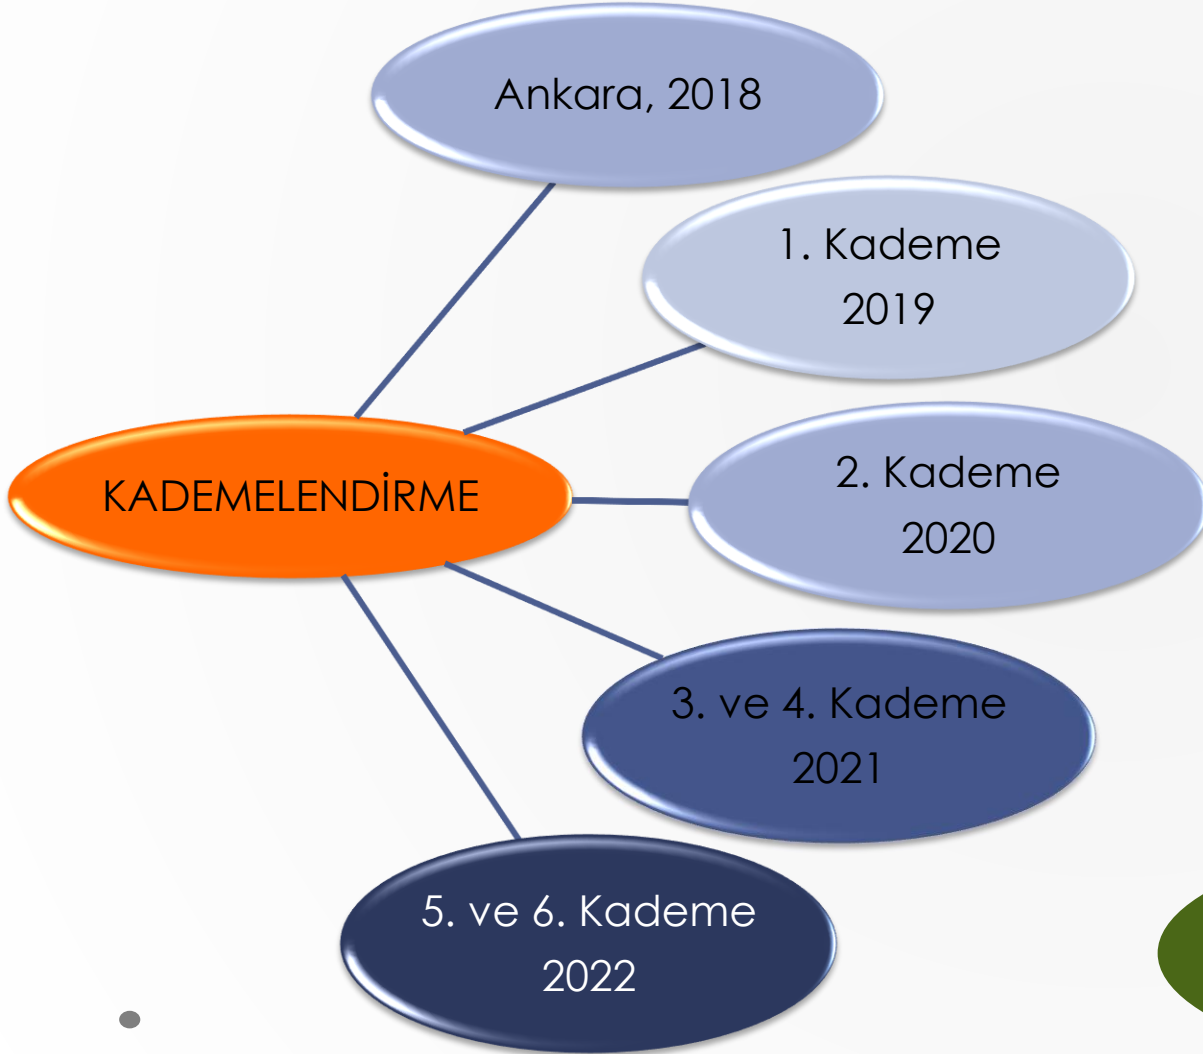 Ankara, 2018
1. Kademe
2019
KADEMELENDİRME
2. Kademe
2020
3. ve 4. Kademe
2021
5. ve 6. Kademe
2022